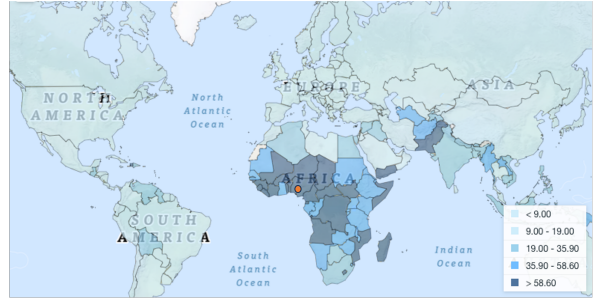 NORTH
AMERICA
North
Atlantic
Ocean
EUROPE
ASIA
AFRICA
SOUTH
AMERICA
South
Atlantic
Ocean
Indian
Ocean
< 9.00
9.00 - 19.00
19.00 - 35.90
35.90 - 58.60
> 58.60